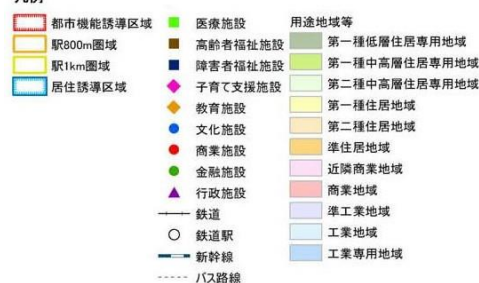 都市機能誘導区域
駅800m圏域
駅1km圏域
居住誘導区域
医療施設
高齢者福祉施設
障害者福祉施設
子育て支援施設
教育施設
文化施設
商業施設
金融施設
行政施設
鉄道
鉄道駅
新幹線
バス路線
用途地域等
第一種低層住居専用地域
第一種中高層住居専用地域
第二種中高層住居専用地域
第一種住居地域
第二種住居地域
準住居地域
近隣商業地域
商業地域
準工業地域
工業地域
工業専用地域